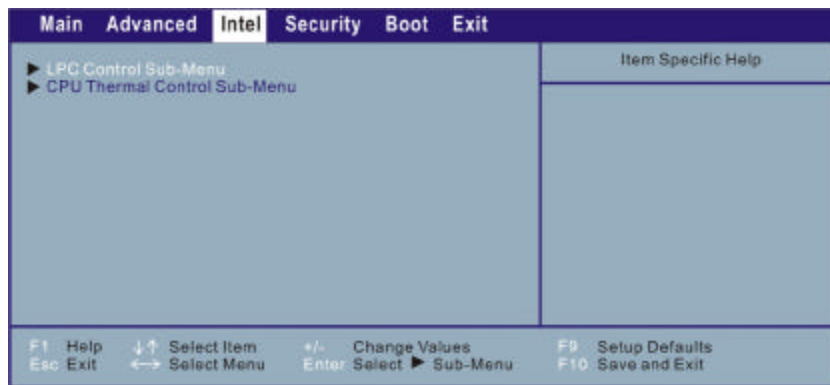 Main Advanced Intel Security Boot Exit
▶ LPC Control Sub-Menu
▶ CPU Thermal Control Sub-Menu
Item Specific Help
F1 Help ↓↑ Select Item +/- Change Values F9 Setup Defaults
Esc Exit ←→ Select Menu Enter Select ▶ Sub-Menu F10 Save and Exit